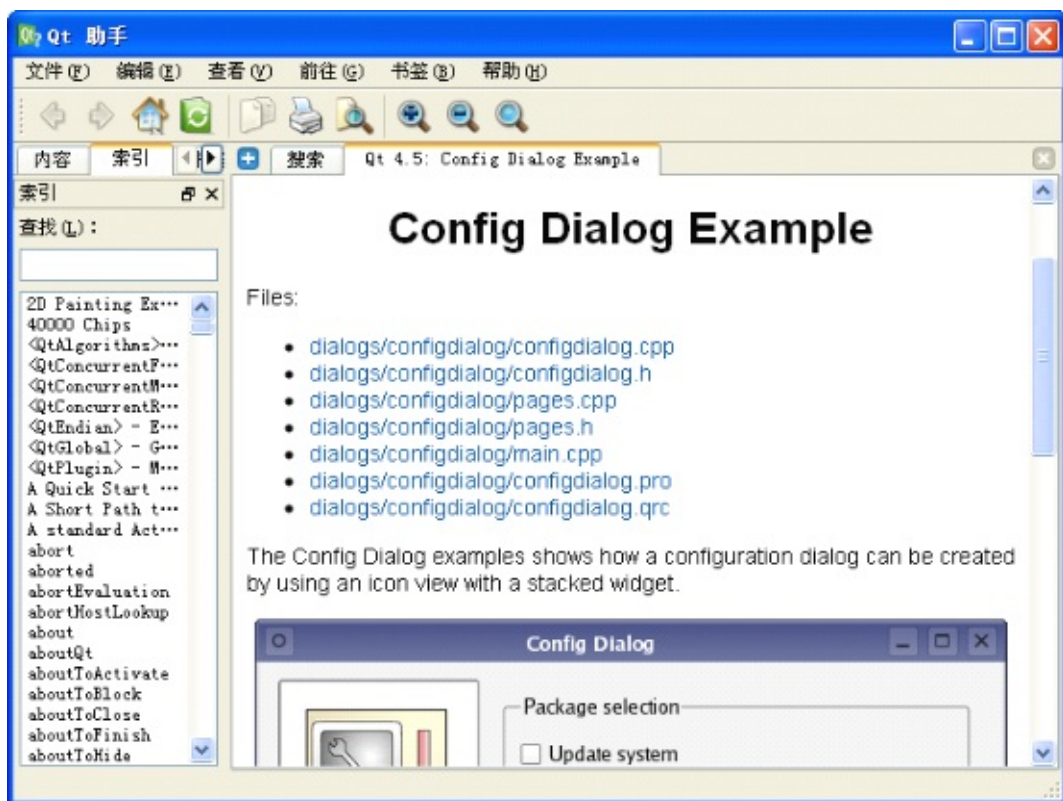 Qt 助手
文件(F) 编辑(E) 查看(V) 前往(G) 书签(B) 帮助(H)
内容 索引
搜索 Qt 4.5: Config Dialog Example
索引
查找(L):
2D Painting Ex…
40000 Chips
<QtAlgorithms>…
<QtConcurrentF…
<QtConcurrentM…
<QtConcurrentR…
<QtEndian> - E…
<QtGlobal> - G…
<QtPlugin> - M…
A Quick Start …
A Short Path t…
A standard Act…
abort
aborted
abortEvaluation
abortHostLookup
about
aboutQt
aboutToActivate
aboutToBlock
aboutToClose
aboutToFinish
aboutToHide
Config Dialog Example
Files:
• dialogs/configdialog/configdialog.cpp
• dialogs/configdialog/configdialog.h
• dialogs/configdialog/pages.cpp
• dialogs/configdialog/pages.h
• dialogs/configdialog/main.cpp
• dialogs/configdialog/configdialog.pro
• dialogs/configdialog/configdialog.qrc
The Config Dialog examples shows how a configuration dialog can be created
by using an icon view with a stacked widget.
Config Dialog
Package selection
Update system